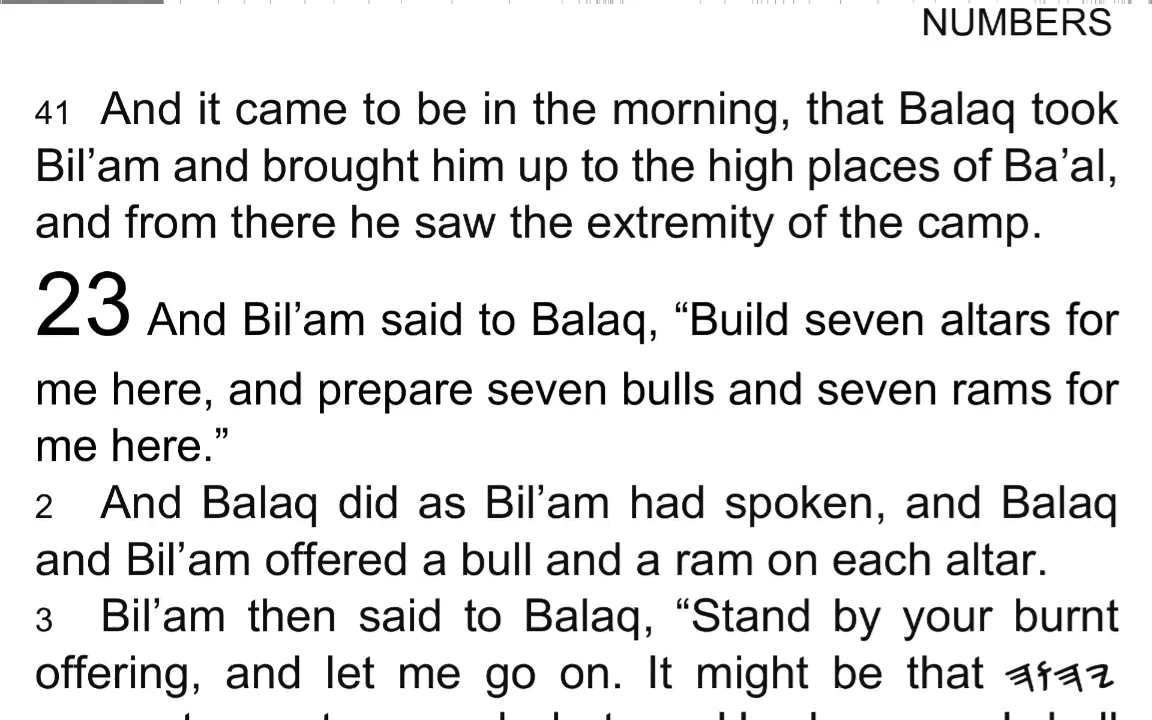 NUMBERS
41 And it came to be in the morning, that Balaq took
Bil’am and brought him up to the high places of Ba’al,
and from there he saw the extremity of the camp.
23 And Bil’am said to Balaq, “Build seven altars for
me here, and prepare seven bulls and seven rams for
me here.”
2 And Balaq did as Bil’am had spoken, and Balaq
and Bil’am offered a bull and a ram on each altar.
3 Bil’am then said to Balaq, “Stand by your burnt
offering, and let me go on. It might be that 𐤉𐤄𐤅𐤄